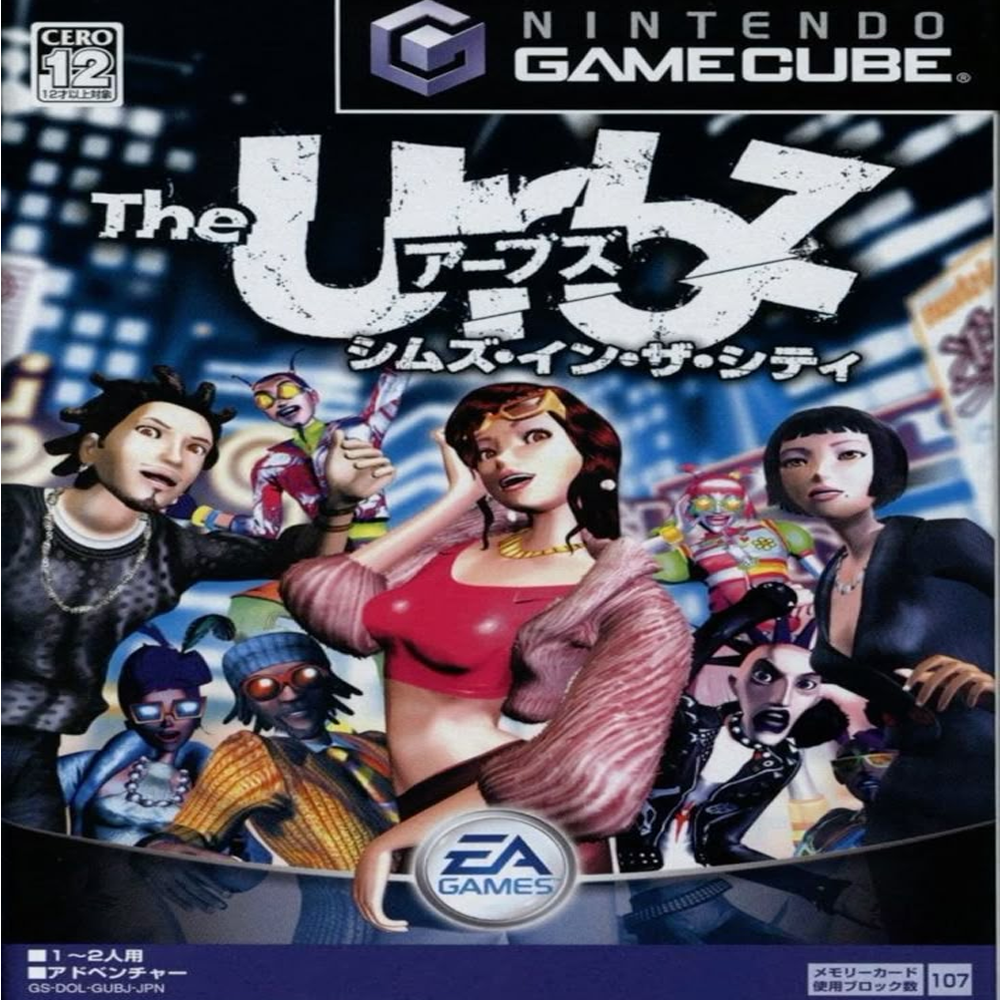 CERO
12
12才以上対象
NINTENDO
GAMECUBE®
The Urbz
アーブズ
シムズ・イン・ザ・シティ
EA
GAMES
■1～2人用
■アドベンチャー
GS-DOL-GUBJ-JPN
メモリーカード
使用ブロック数
107